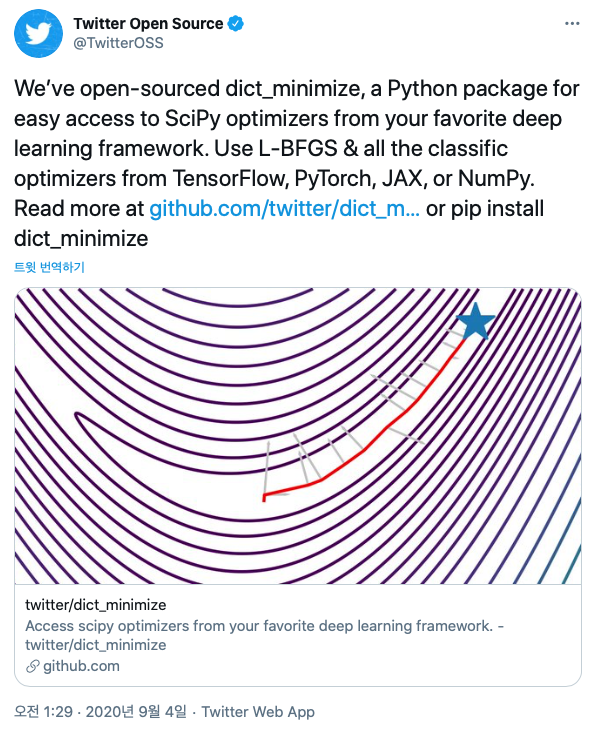 Twitter Open Source
@TwitterOSS
We’ve open-sourced dict_minimize, a Python package for
easy access to SciPy optimizers from your favorite deep
learning framework. Use L-BFGS & all the classific
optimizers from TensorFlow, PyTorch, JAX, or NumPy.
Read more at github.com/twitter/dict_m... or pip install
dict_minimize
트윗 번역하기
twitter/dict_minimize
Access scipy optimizers from your favorite deep learning framework. -
twitter/dict_minimize
github.com
오전 1:29 · 2020년 9월 4일 · Twitter Web App